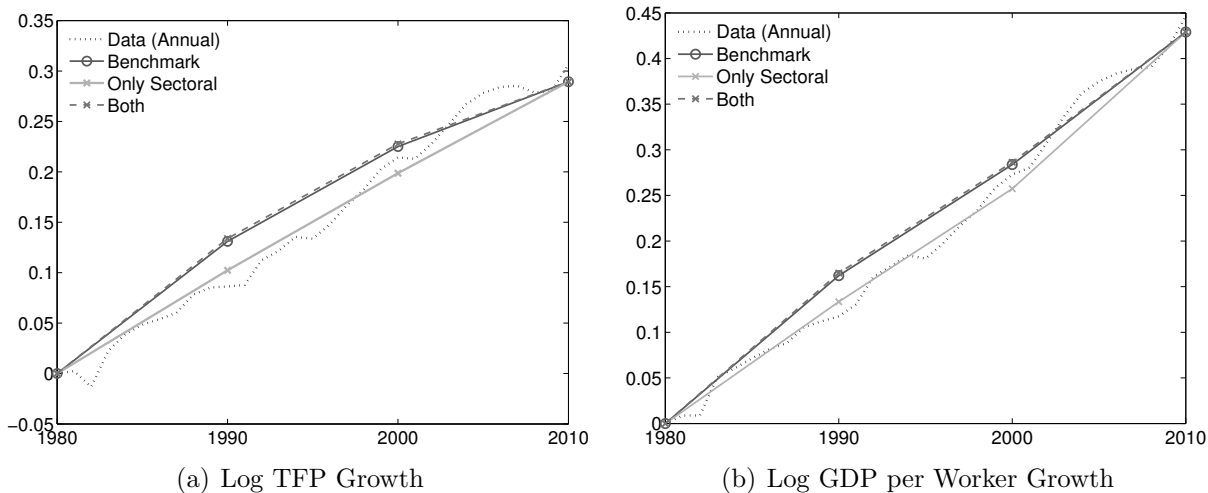 0.35
0.3
0.25
0.2
0.15
0.1
0.05
0
−0.05
1980 1990 2000 2010
Data (Annual)
Benchmark
Only Sectoral
Both
(a) Log TFP Growth
0.45
0.4
0.35
0.3
0.25
0.2
0.15
0.1
0.05
0
1980 1990 2000 2010
Data (Annual)
Benchmark
Only Sectoral
Both
(b) Log GDP per Worker Growth